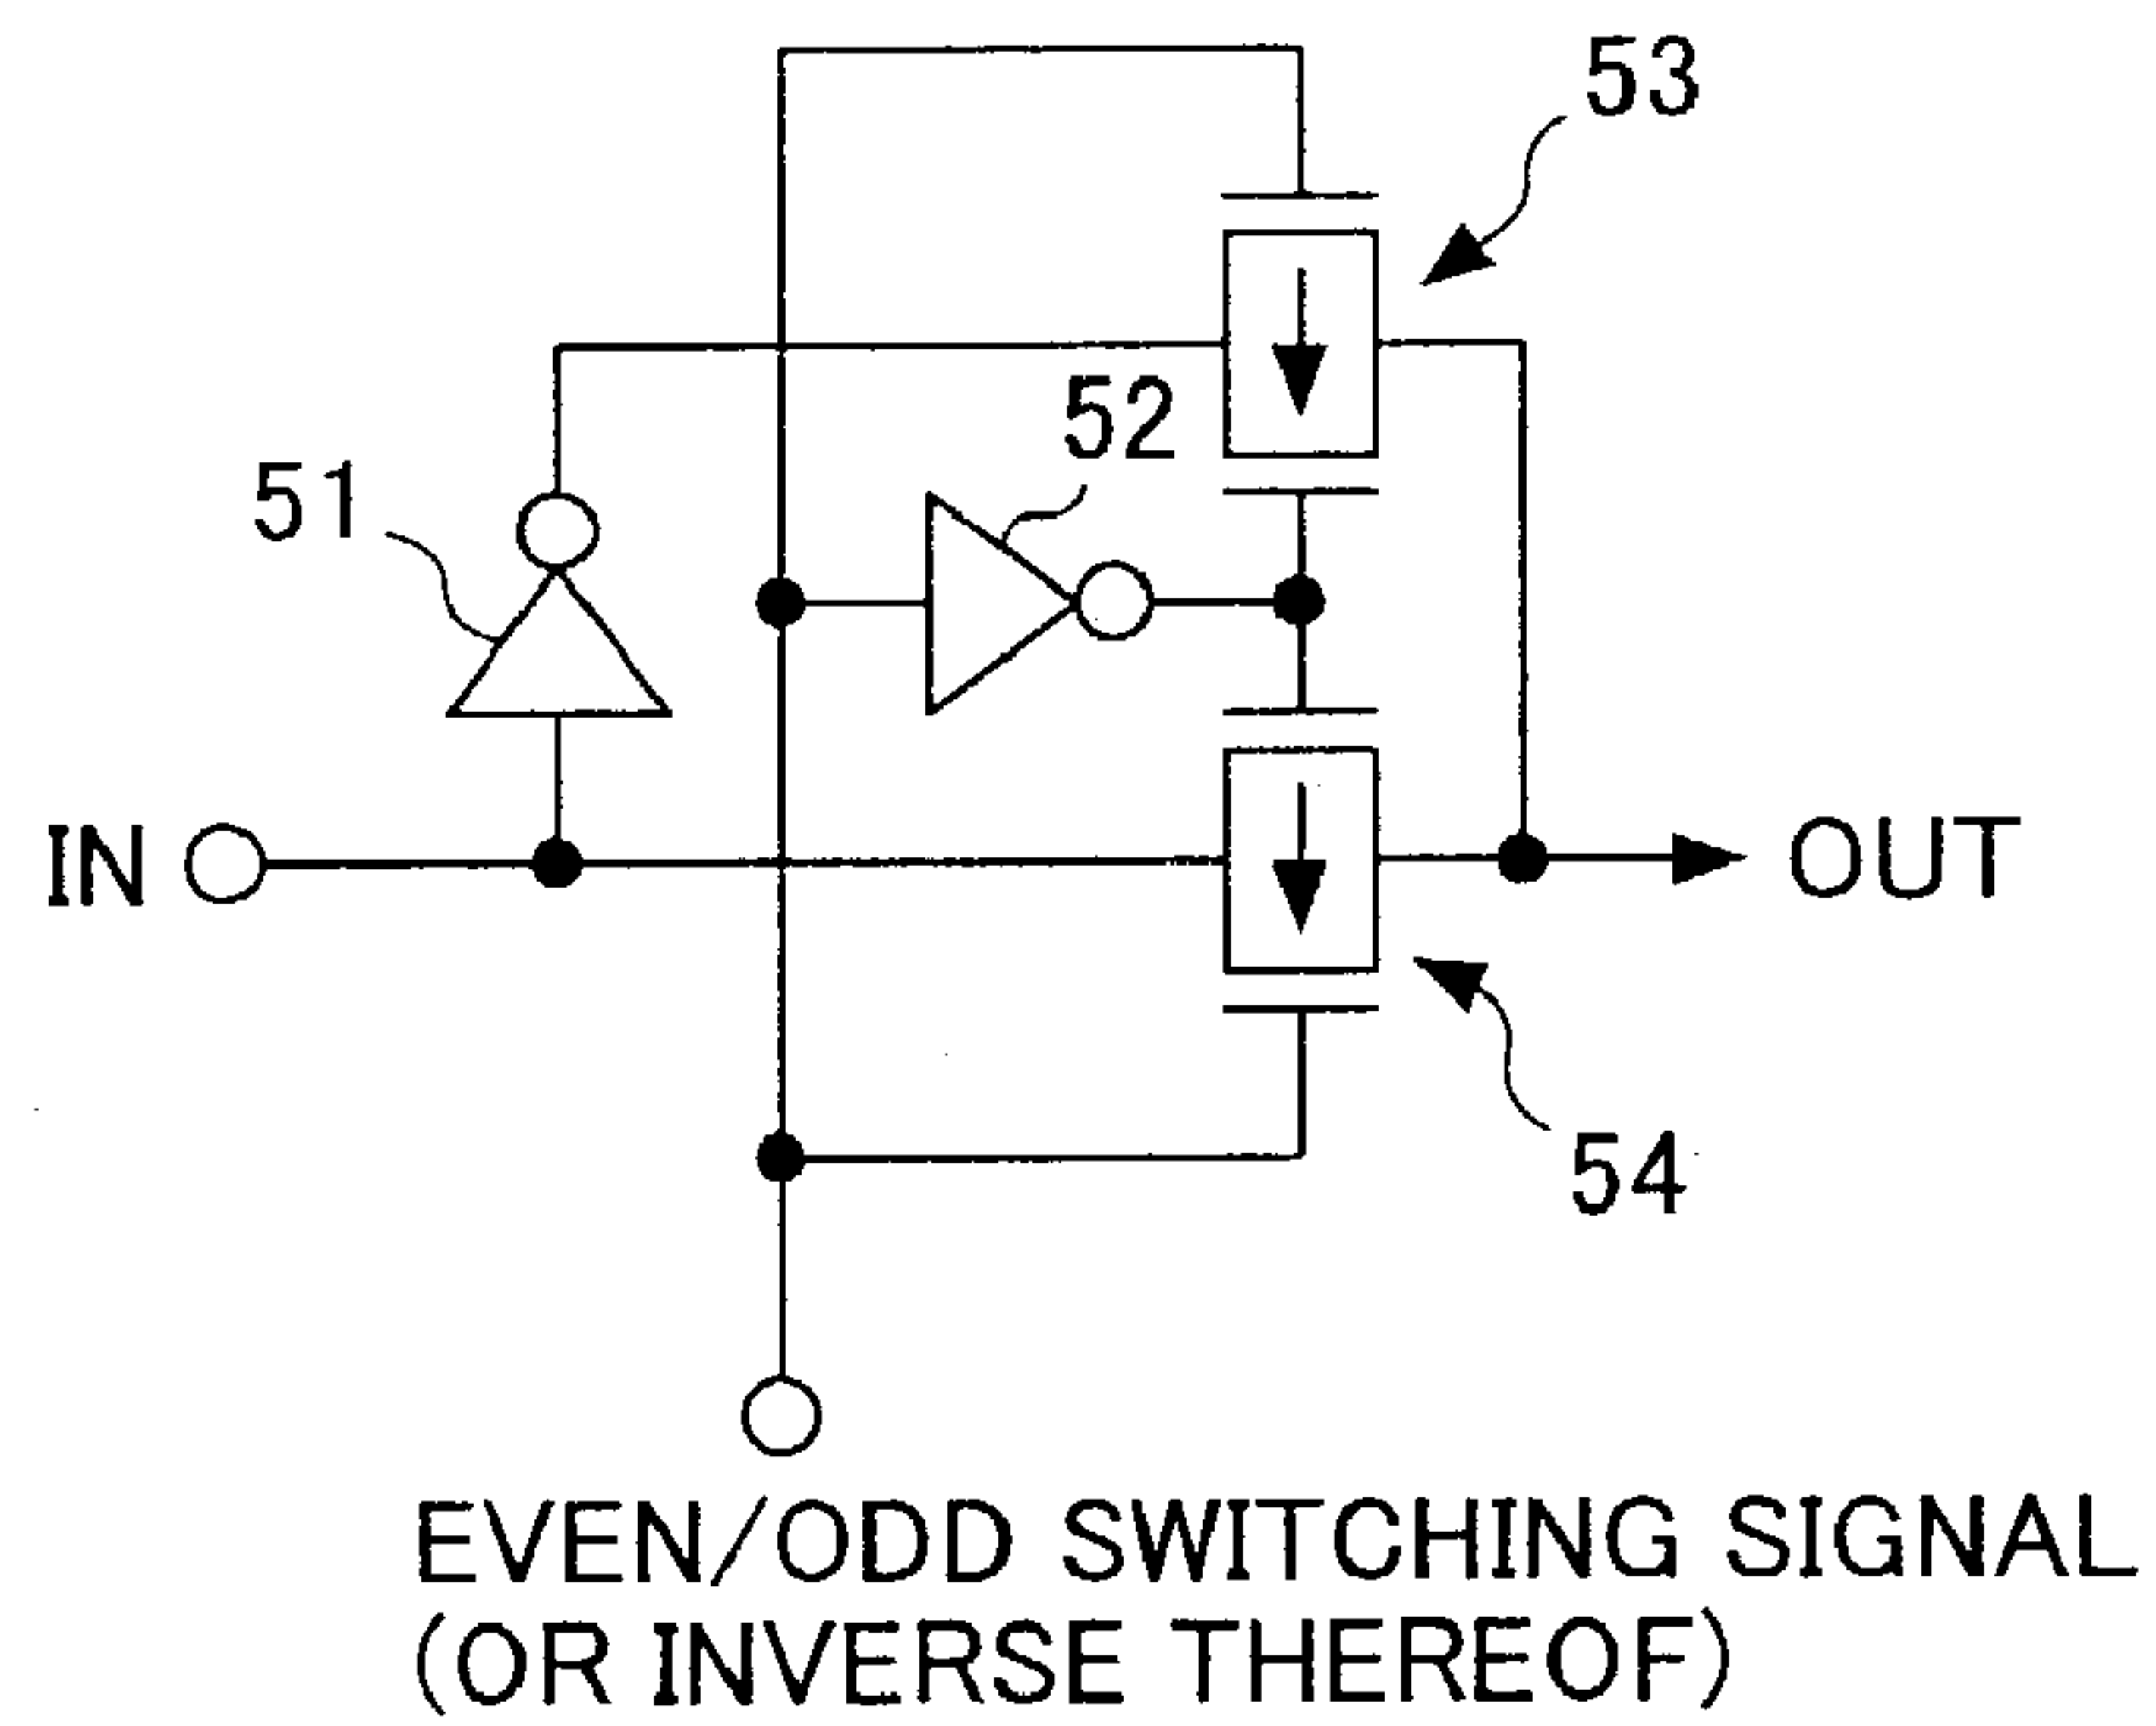 53
52
51
IN
OUT
54
EVEN/ODD SWITCHING SIGNAL
(OR INVERSE THEREOF)